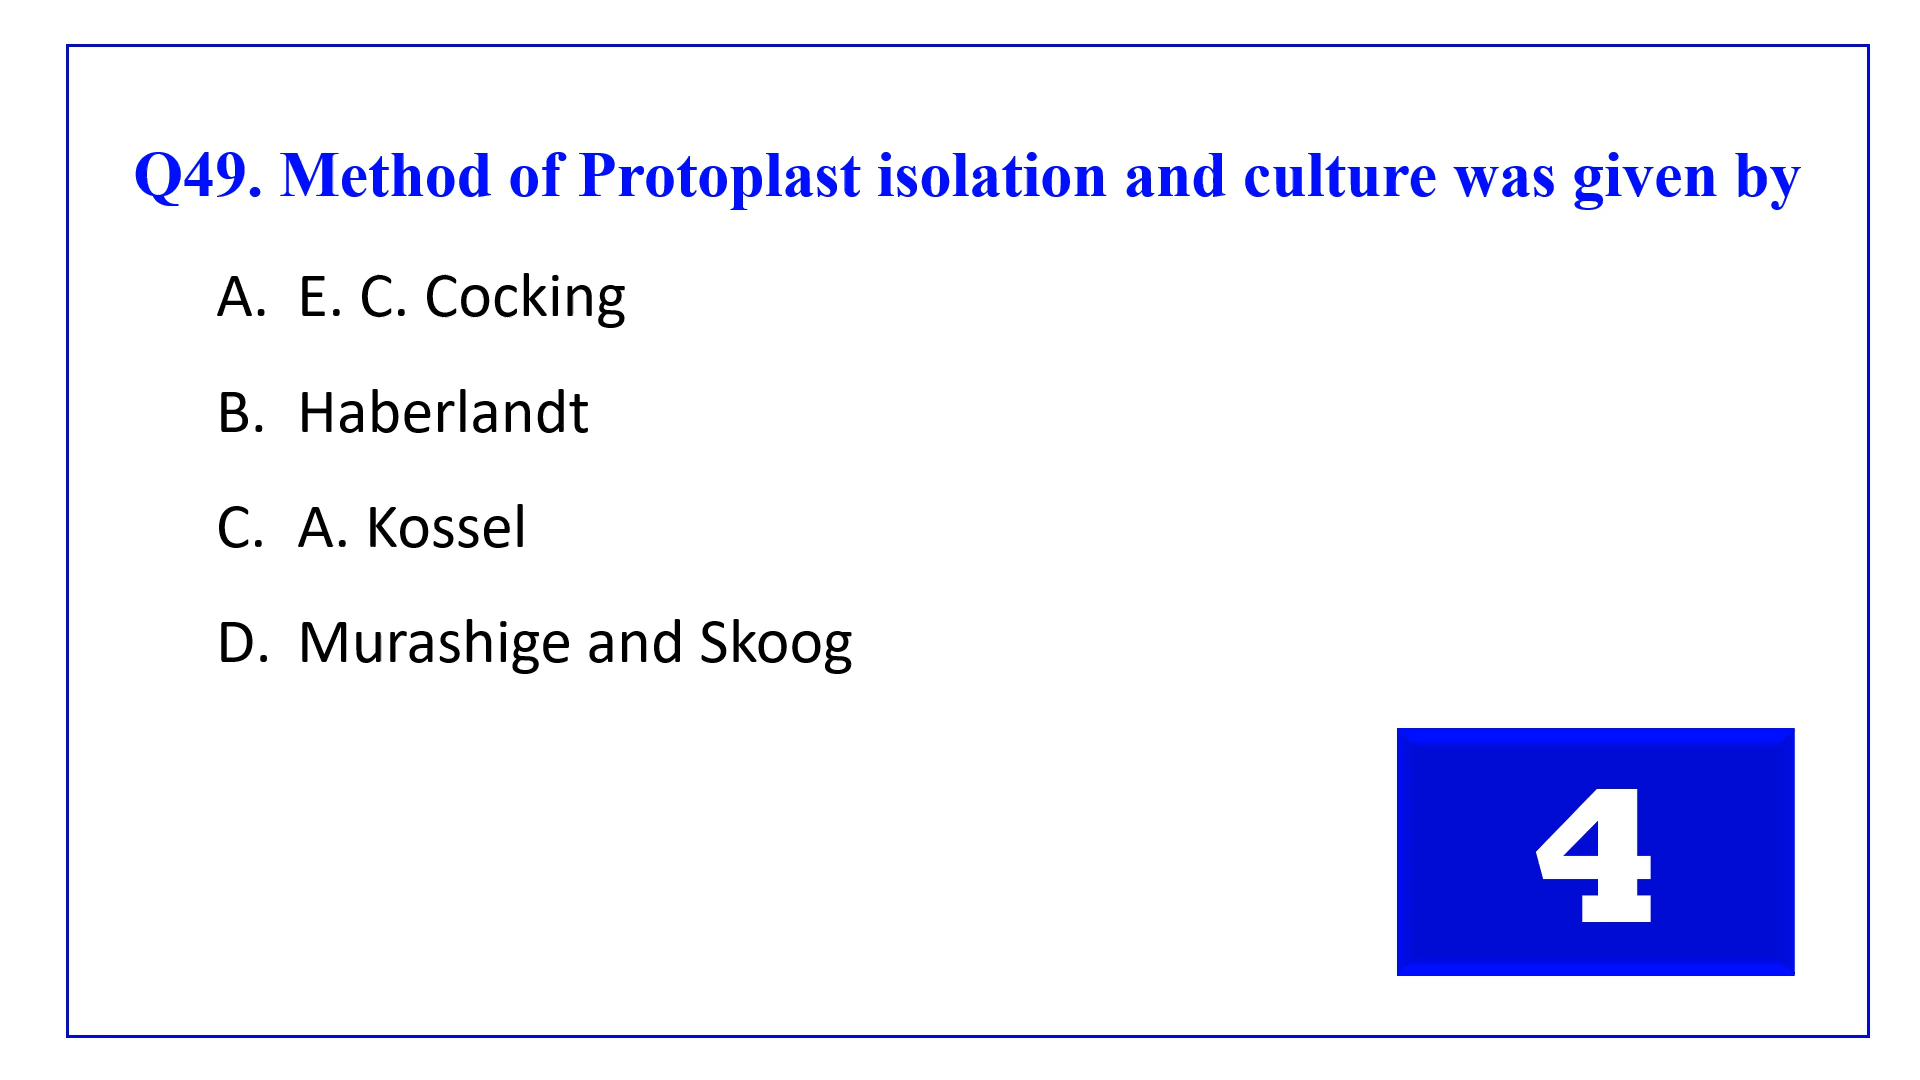 Q49. Method of Protoplast isolation and culture was given by
A. E. C. Cocking
B. Haberlandt
C. A. Kossel
D. Murashige and Skoog
4